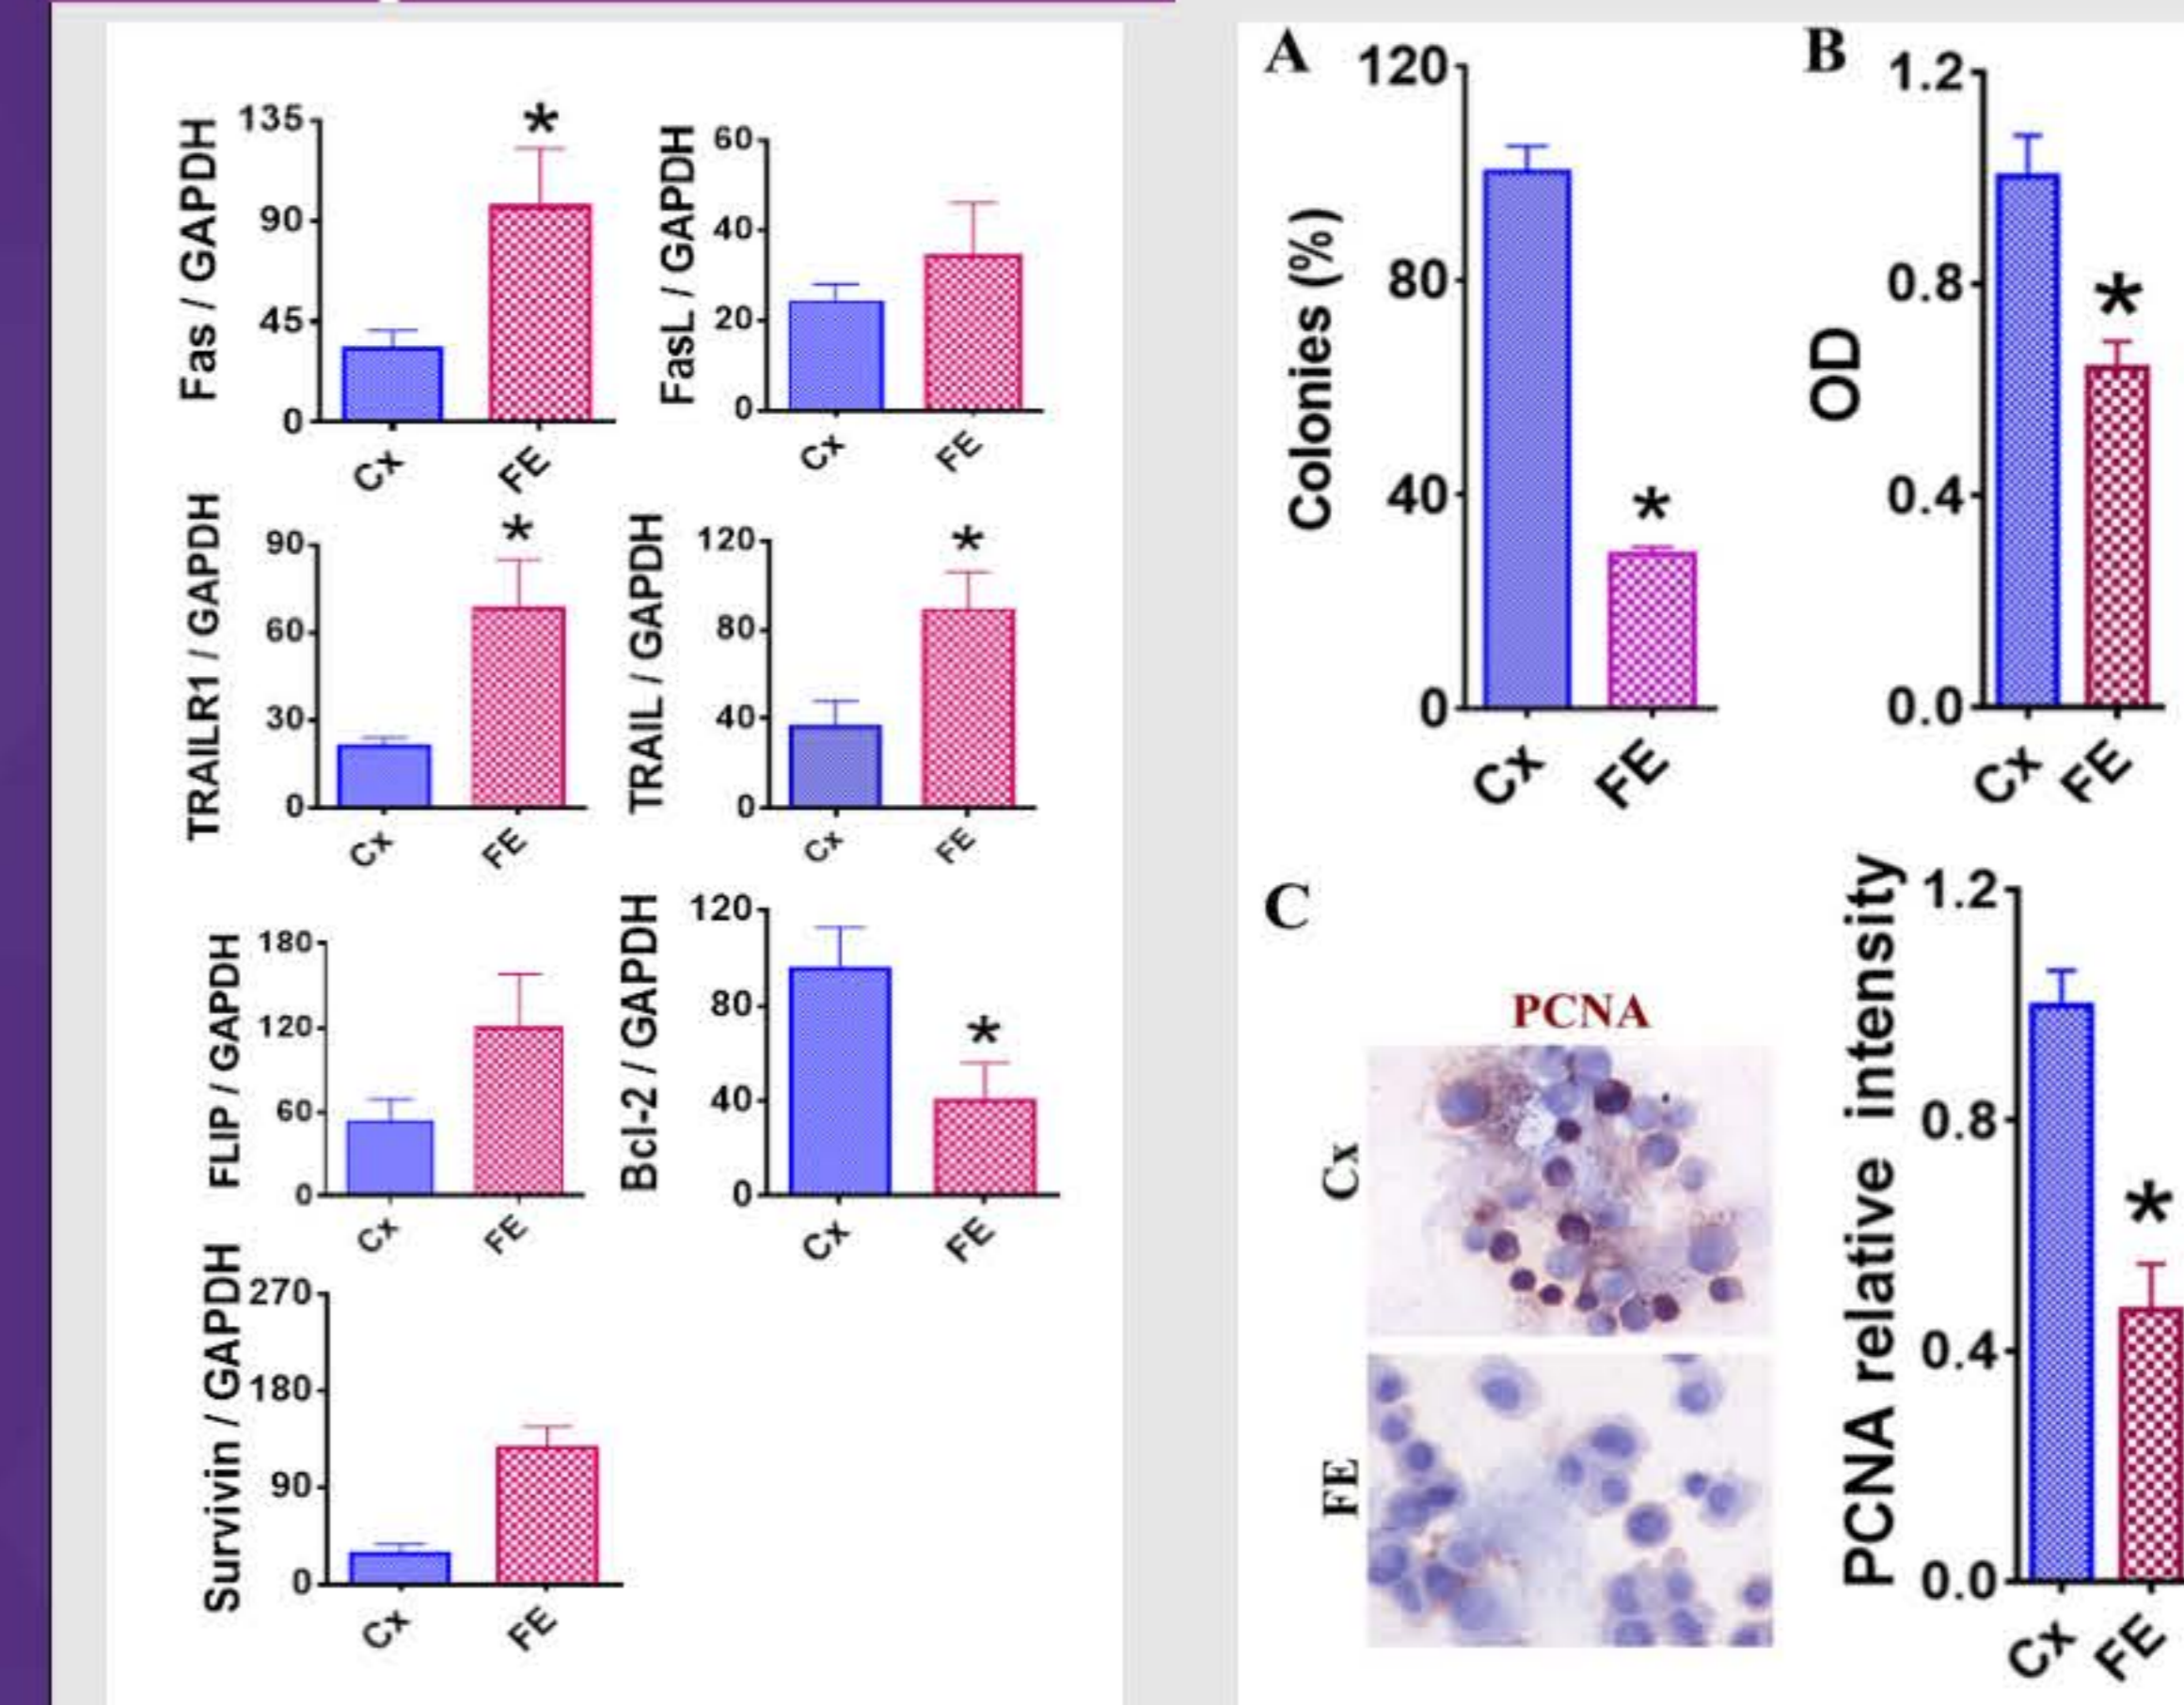 Fas / GAPDH
135
90
45
0
*
Cx
FE
FasL / GAPDH
60
40
20
0
Cx
FE
TRAILR1 / GAPDH
90
60
30
0
*
Cx
FE
TRAIL / GAPDH
120
80
40
0
*
Cx
FE
FLIP / GAPDH
180
120
60
0
Cx
FE
Bcl-2 / GAPDH
120
80
40
0
*
Cx
FE
Survivin / GAPDH
270
180
90
0
Cx
FE
A
Colonies (%)
120
80
40
0
*
Cx
FE
B
OD
1.2
0.8
0.4
0.0
*
Cx
FE
C
PCNA
Cx
FE
PCNA relative intensity
1.2
0.8
0.4
0.0
*
Cx
FE